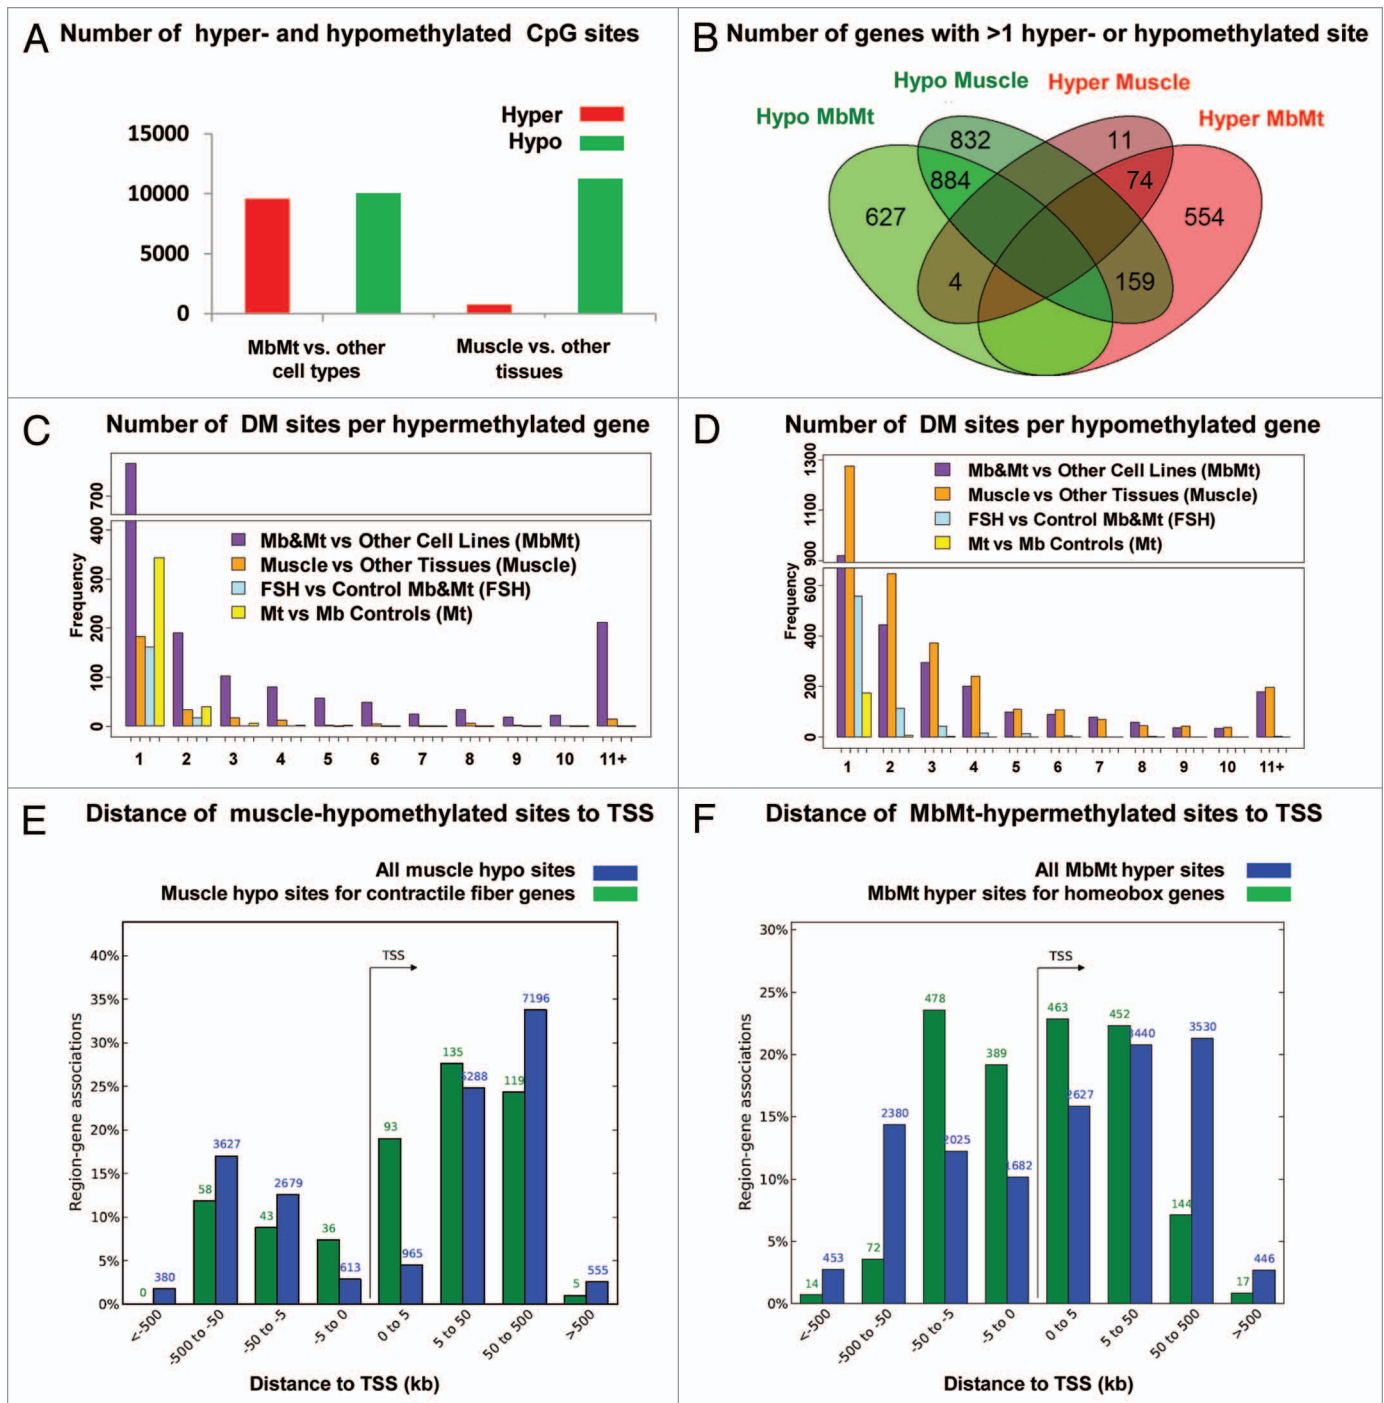 A Number of hyper- and hypomethylated CpG sites
Hyper
Hypo
15000
10000
5000
0
MbMt vs. other
cell types
Muscle vs. other
tissues
B Number of genes with >1 hyper- or hypomethylated site
Hypo Muscle
Hyper Muscle
Hypo MbMt
Hyper MbMt
832
11
884
74
627
554
4
159
C Number of DM sites per hypermethylated gene
Frequency
700
400
300
200
100
0
Mb&Mt vs Other Cell Lines (MbMt)
Muscle vs Other Tissues (Muscle)
FSH vs Control Mb&Mt (FSH)
Mt vs Mb Controls (Mt)
1 2 3 4 5 6 7 8 9 10 11+
D Number of DM sites per hypomethylated gene
Frequency
1300
1100
900
600
400
200
0
Mb&Mt vs Other Cell Lines (MbMt)
Muscle vs Other Tissues (Muscle)
FSH vs Control Mb&Mt (FSH)
Mt vs Mb Controls (Mt)
1 2 3 4 5 6 7 8 9 10 11+
E Distance of muscle-hypomethylated sites to TSS
All muscle hypo sites
Muscle hypo sites for contractile fiber genes
Region-gene associations
40%
35%
30%
25%
20%
15%
10%
5%
0%
TSS
0 380
58 3627
43 2679
36 613
93 965
135 5288
119 7196
5 555
<-500
-500 to -50
-50 to -5
-5 to 0
0 to 5
5 to 50
50 to 500
>500
Distance to TSS (kb)
F Distance of MbMt-hypermethylated sites to TSS
All MbMt hyper sites
MbMt hyper sites for homeobox genes
Region-gene associations
30%
25%
20%
15%
10%
5%
0%
TSS
14 453
72 2380
478 2025
389 1682
463 2627
452 3440
144 3530
17 446
<-500
-500 to -50
-50 to -5
-5 to 0
0 to 5
5 to 50
50 to 500
>500
Distance to TSS (kb)